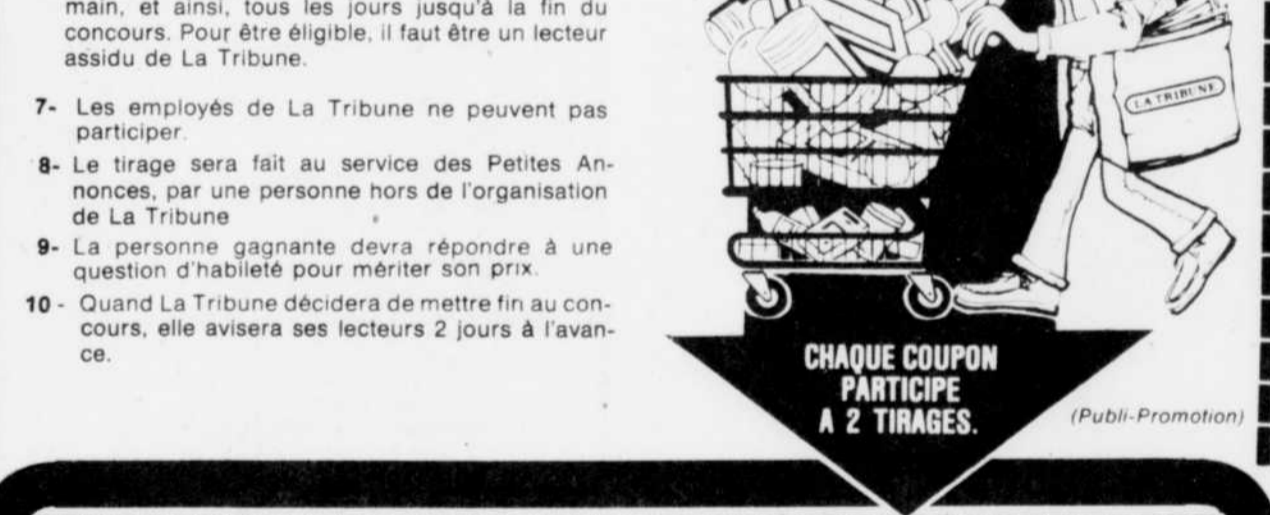 main, et ainsi, tous les jours jusqu'à la fin du
concours. Pour être éligible, il faut être un lecteur
assidu de La Tribune.
7- Les employés de La Tribune ne peuvent pas
participer.
8- Le tirage sera fait au service des Petites An-
nonces, par une personne hors de l'organisation
de La Tribune
9- La personne gagnante devra répondre à une
question d'habileté pour mériter son prix.
10 - Quand La Tribune décidera de mettre fin au con-
cours, elle avisera ses lecteurs 2 jours à l'avan-
ce.
LA TRIBUNE
CHAQUE COUPON
PARTICIPE
A 2 TIRAGES.
(Publi-Promotion)